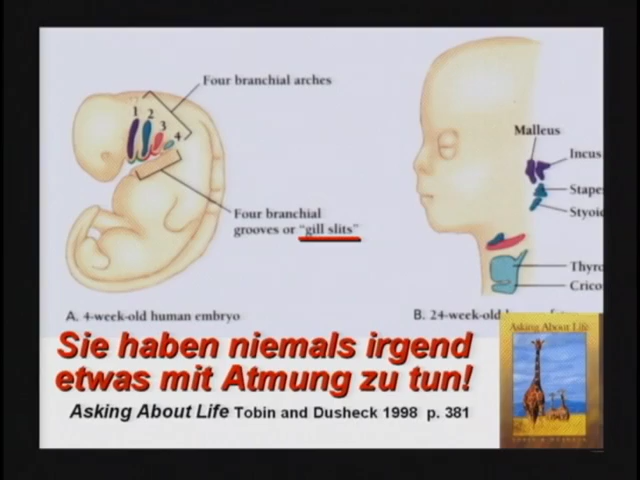 Four branchial arches
1
2
3
4
Four branchial
grooves or "gill slits"
A. 4-week-old human embryo
Malleus
Incus
Stape
Styoid
Thyro
Crico
B. 24-week-old
Sie haben niemals irgend
etwas mit Atmung zu tun!
Asking About Life Tobin and Dusheck 1998 p. 381
Asking About Life